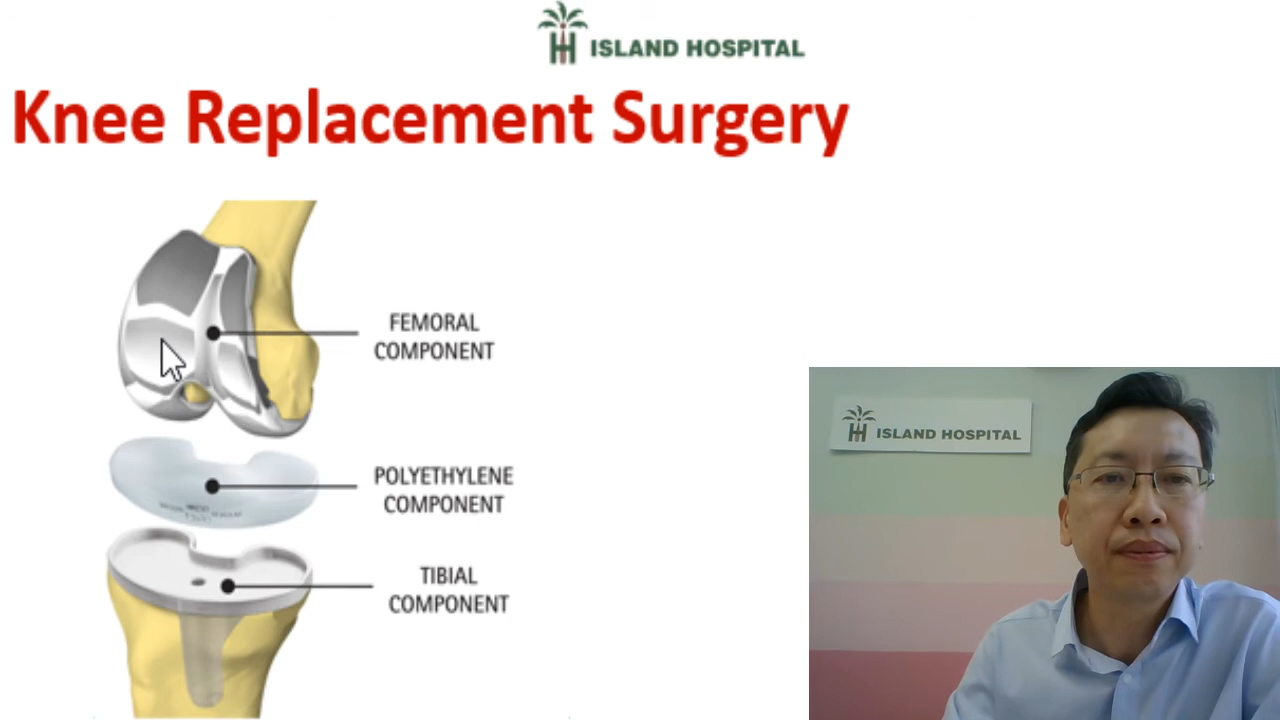 ISLAND HOSPITAL
Knee Replacement Surgery
FEMORAL
COMPONENT
POLYETHYLENE
COMPONENT
TIBIAL
COMPONENT
ISLAND HOSPITAL